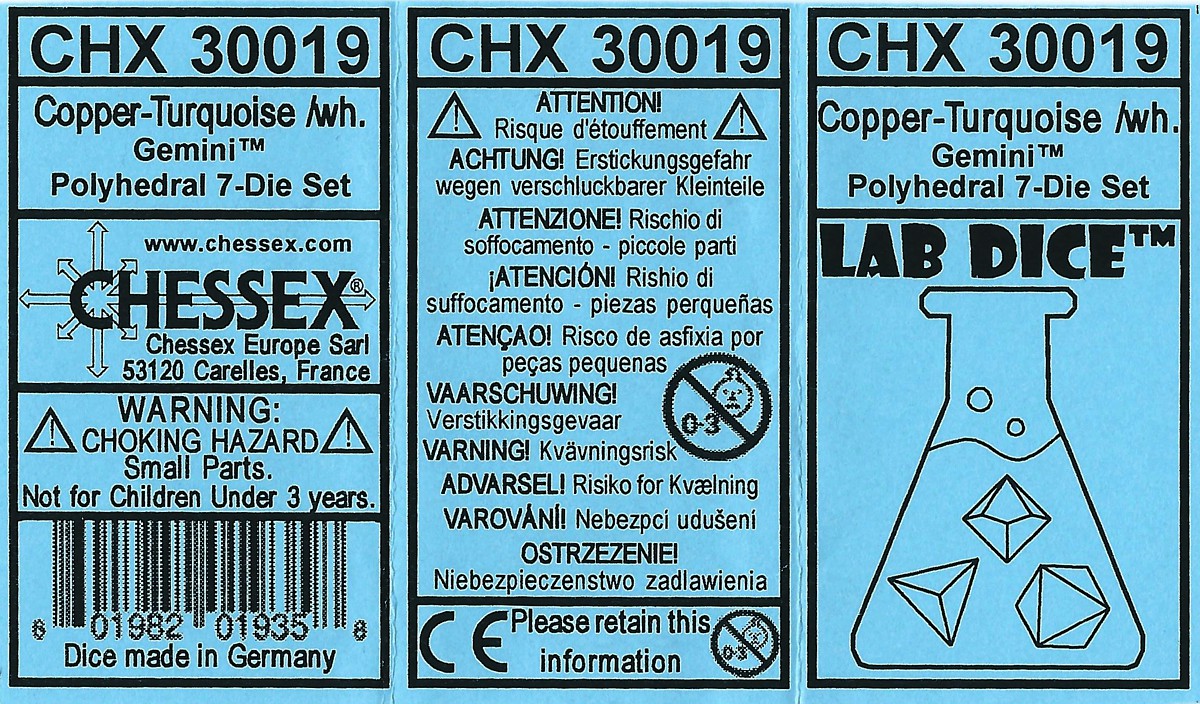 CHX 30019
Copper-Turquoise /wh.
Gemini™
Polyhedral 7-Die Set
www.chessex.com
CHESSEX®
Chessex Europe Sarl
53120 Carelles, France
WARNING:
CHOKING HAZARD
Small Parts.
Not for Children Under 3 years.
6 01982 01935 6
Dice made in Germany
CHX 30019
ATTENTION!
Risque d'étouffement
ACHTUNG! Erstickungsgefahr
wegen verschluckbarer Kleinteile
ATTENZIONE! Rischio di
soffocamento - piccole parti
¡ATENCIÓN! Rishio di
suffocamento - piezas perqueñas
ATENÇAO! Risco de asfixia por
peças pequenas
0-3
VAARSCHUWING!
Verstikkingsgevaar
VARNING! Kvävningsrisk
ADVARSEL! Risiko for Kvælning
VAROVÁNÍ! Nebezpcí udušení
OSTRZEZENIE!
Niebezpieczenstwo zadlawienia
CE
Please retain this
information
0-3
CHX 30019
Copper-Turquoise /wh.
Gemini™
Polyhedral 7-Die Set
LAB DICE™